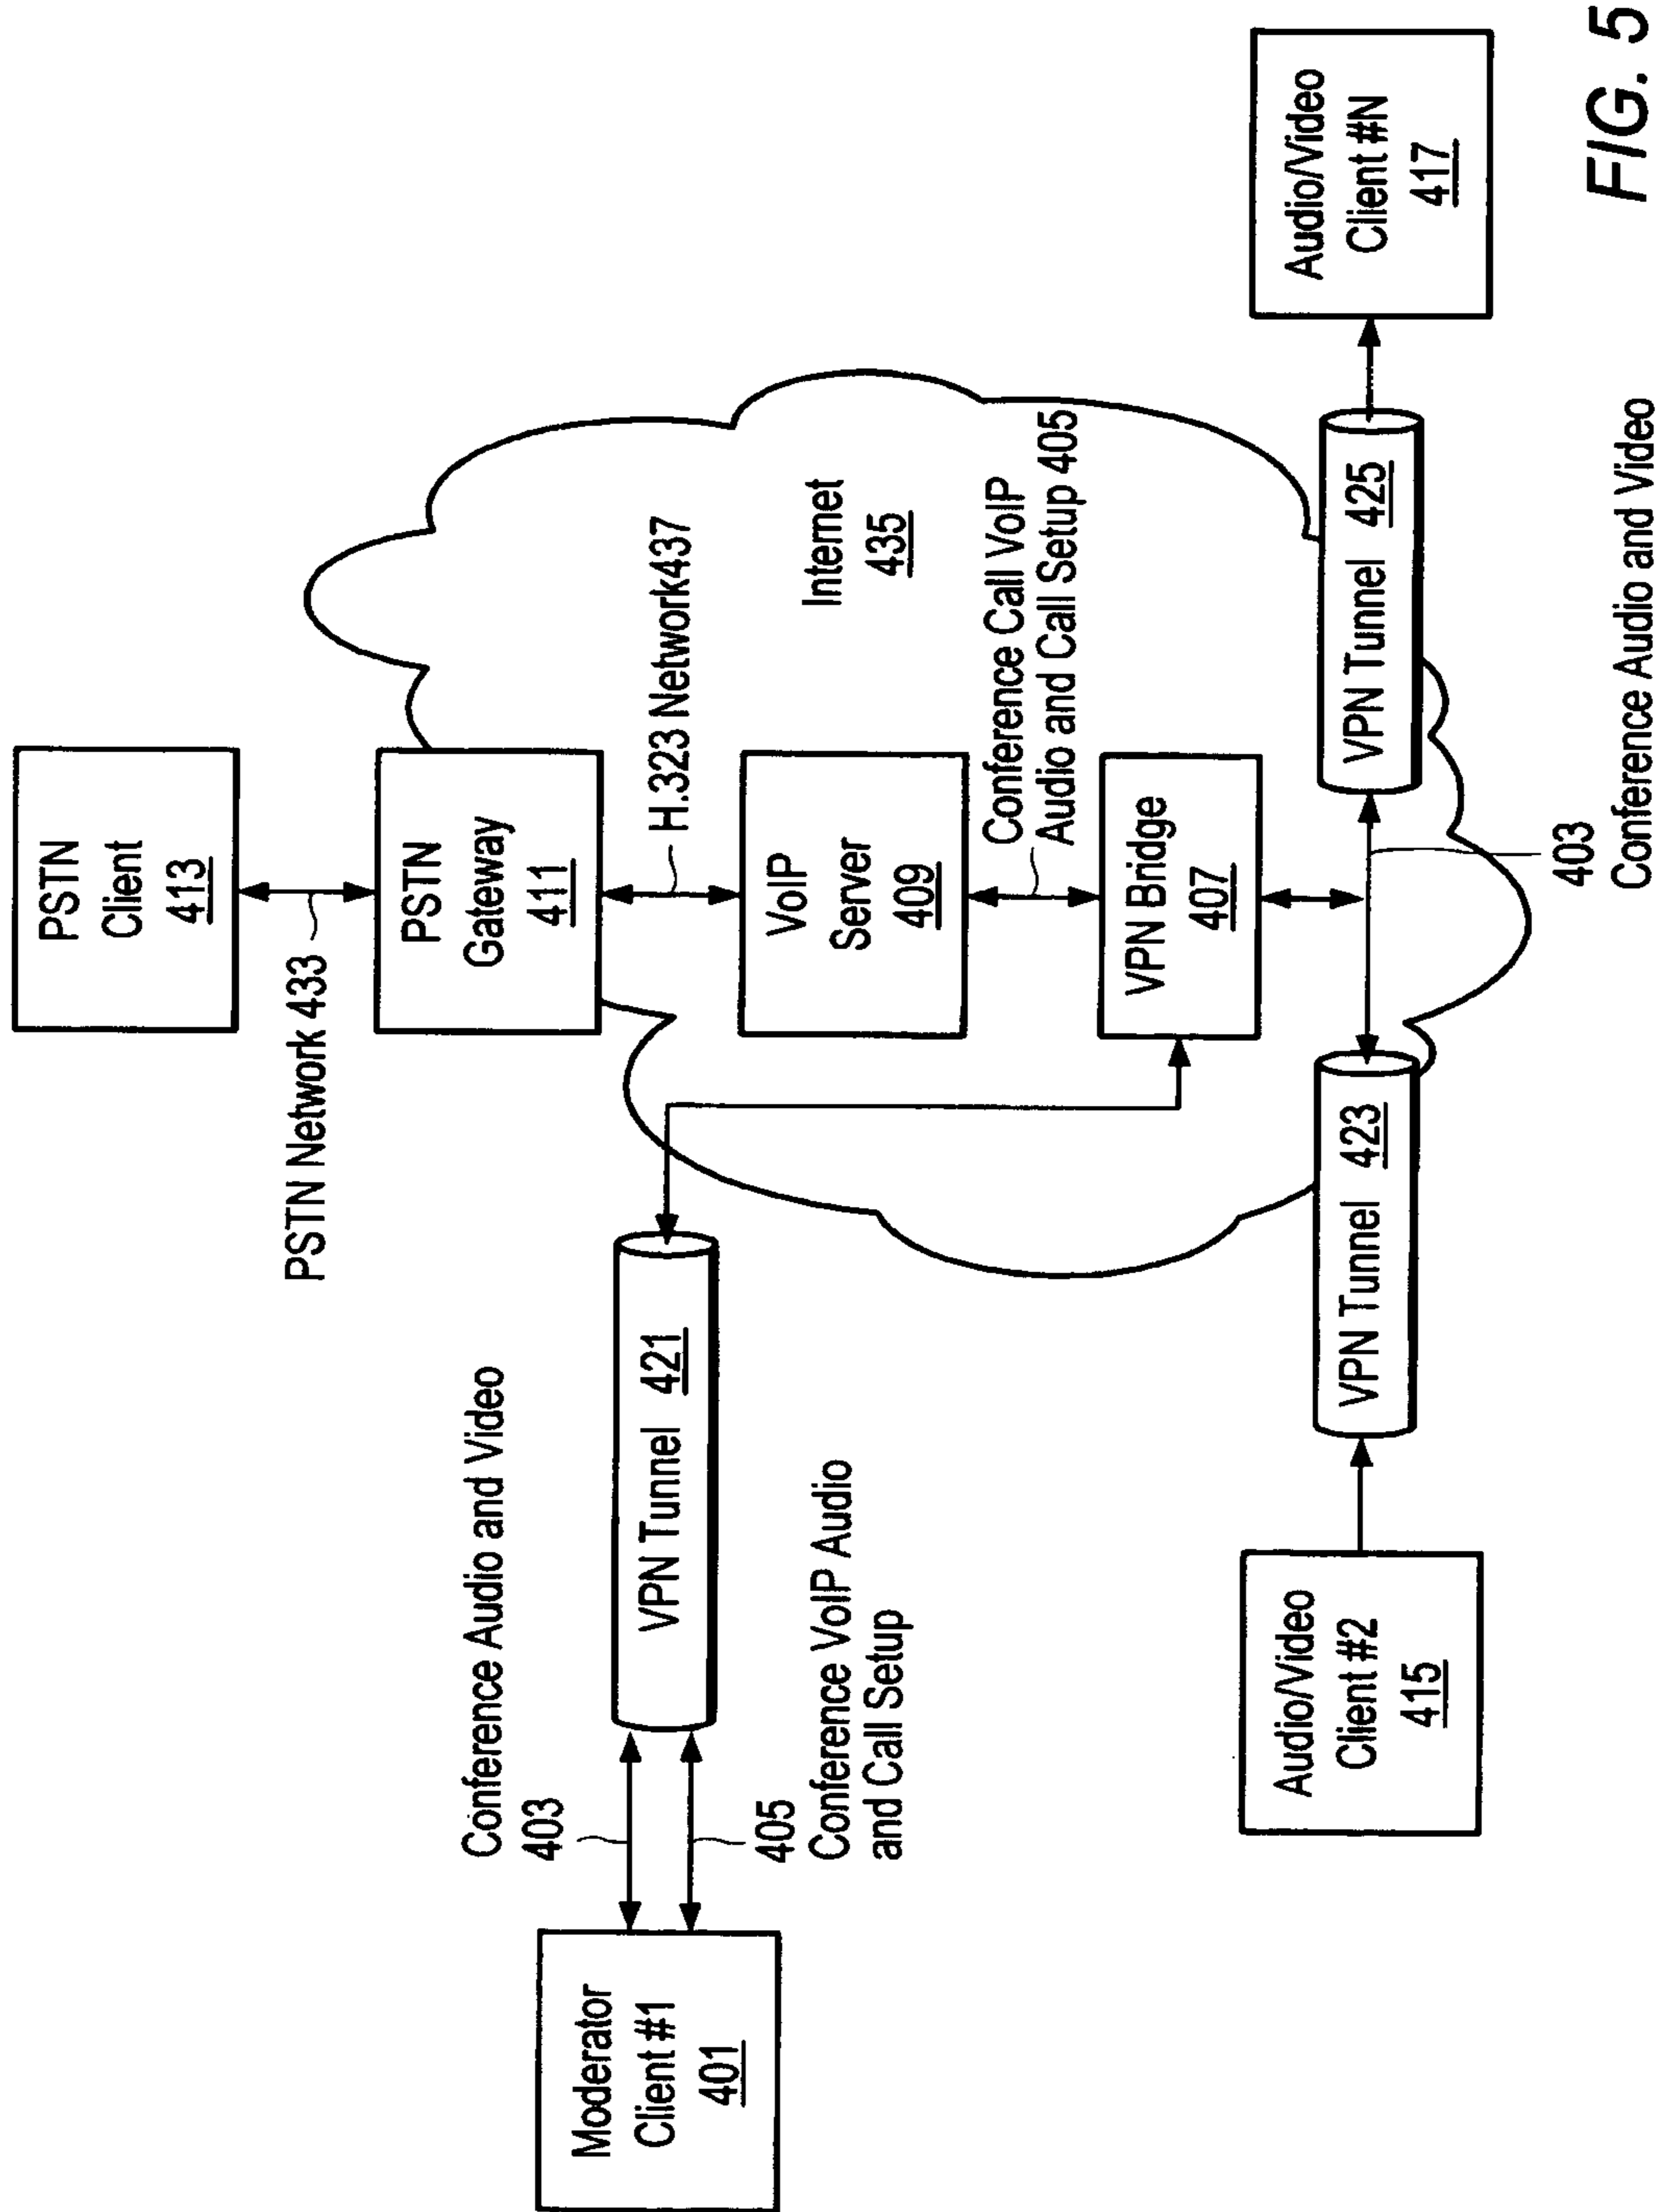 PSTN
Client
413
PSTN Network 433
PSTN
Gateway
411
H.323 Network437
VoIP
Server
409
Internet
435
Conference Call VoIP
Audio and Call Setup 405
VPN Bridge
407
Conference Audio and Video
403
Moderator
Client #1
401
VPN Tunnel 421
405
Conference VoIP Audio
and Call Setup
Audio/Video
Client #2
415
VPN Tunnel 423
VPN Tunnel 425
Audio/Video
Client #N
417
403
Conference Audio and Video
FIG. 5